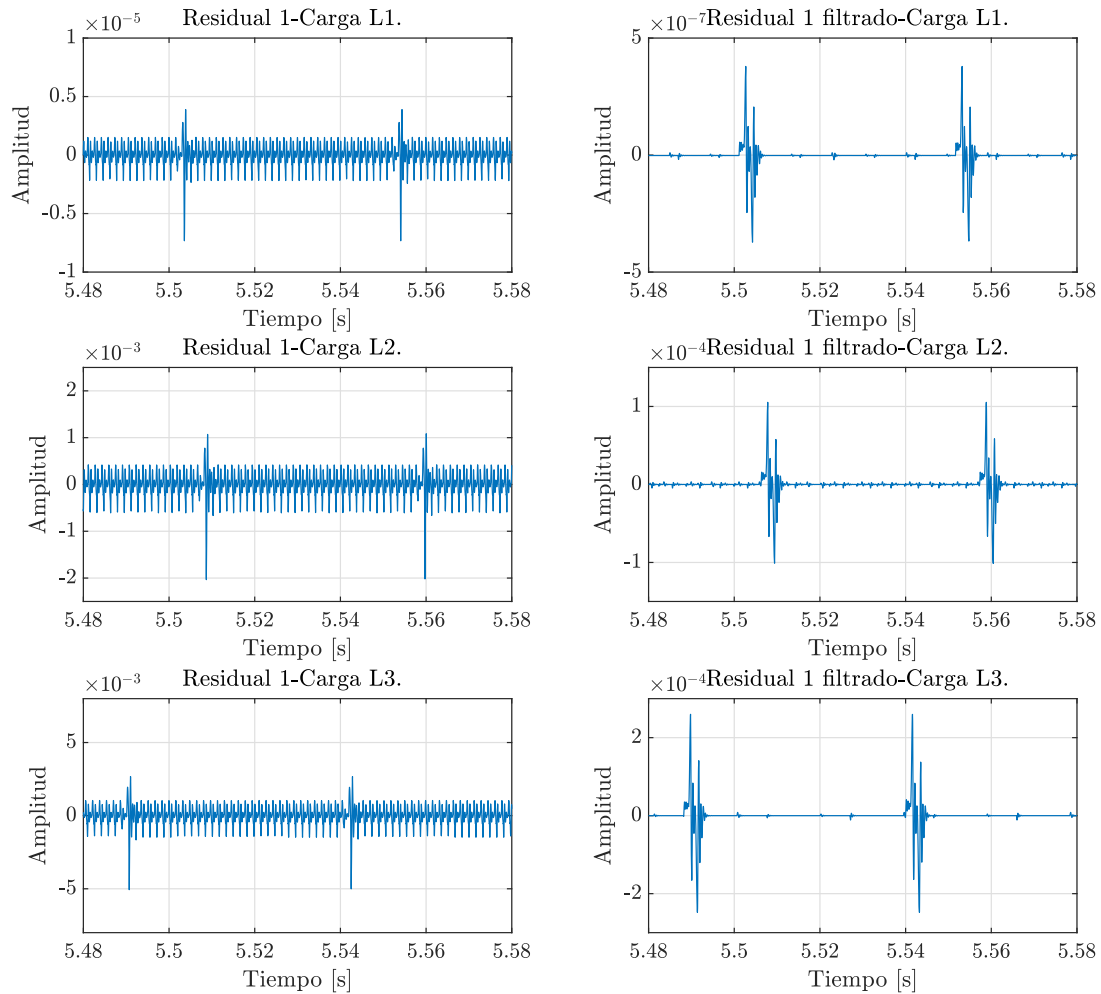 ×10⁻⁵ Residual 1-Carga L1.
1
0.5
0
-0.5
-1
Amplitud
5.48 5.5 5.52 5.54 5.56 5.58
Tiempo [s]
×10⁻⁷ Residual 1 filtrado-Carga L1.
5
0
-5
Amplitud
5.48 5.5 5.52 5.54 5.56 5.58
Tiempo [s]
×10⁻³ Residual 1-Carga L2.
2
1
0
-1
-2
Amplitud
5.48 5.5 5.52 5.54 5.56 5.58
Tiempo [s]
×10⁻⁴ Residual 1 filtrado-Carga L2.
1
0
-1
Amplitud
5.48 5.5 5.52 5.54 5.56 5.58
Tiempo [s]
×10⁻³ Residual 1-Carga L3.
5
0
-5
Amplitud
5.48 5.5 5.52 5.54 5.56 5.58
Tiempo [s]
×10⁻⁴ Residual 1 filtrado-Carga L3.
2
0
-2
Amplitud
5.48 5.5 5.52 5.54 5.56 5.58
Tiempo [s]